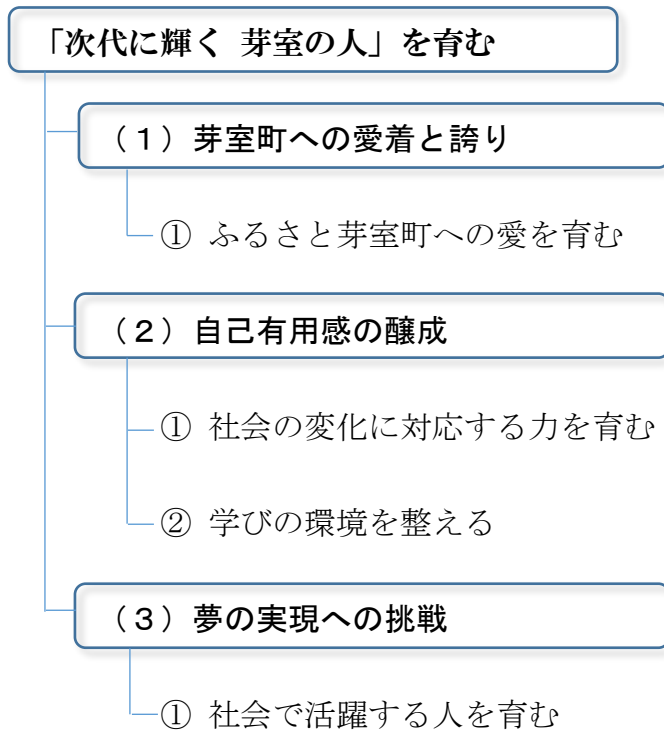 「次代に輝く 芽室の人」を育む
（１）芽室町への愛着と誇り
① ふるさと芽室町への愛を育む
（２）自己有用感の醸成
① 社会の変化に対応する力を育む
② 学びの環境を整える
（３）夢の実現への挑戦
① 社会で活躍する人を育む